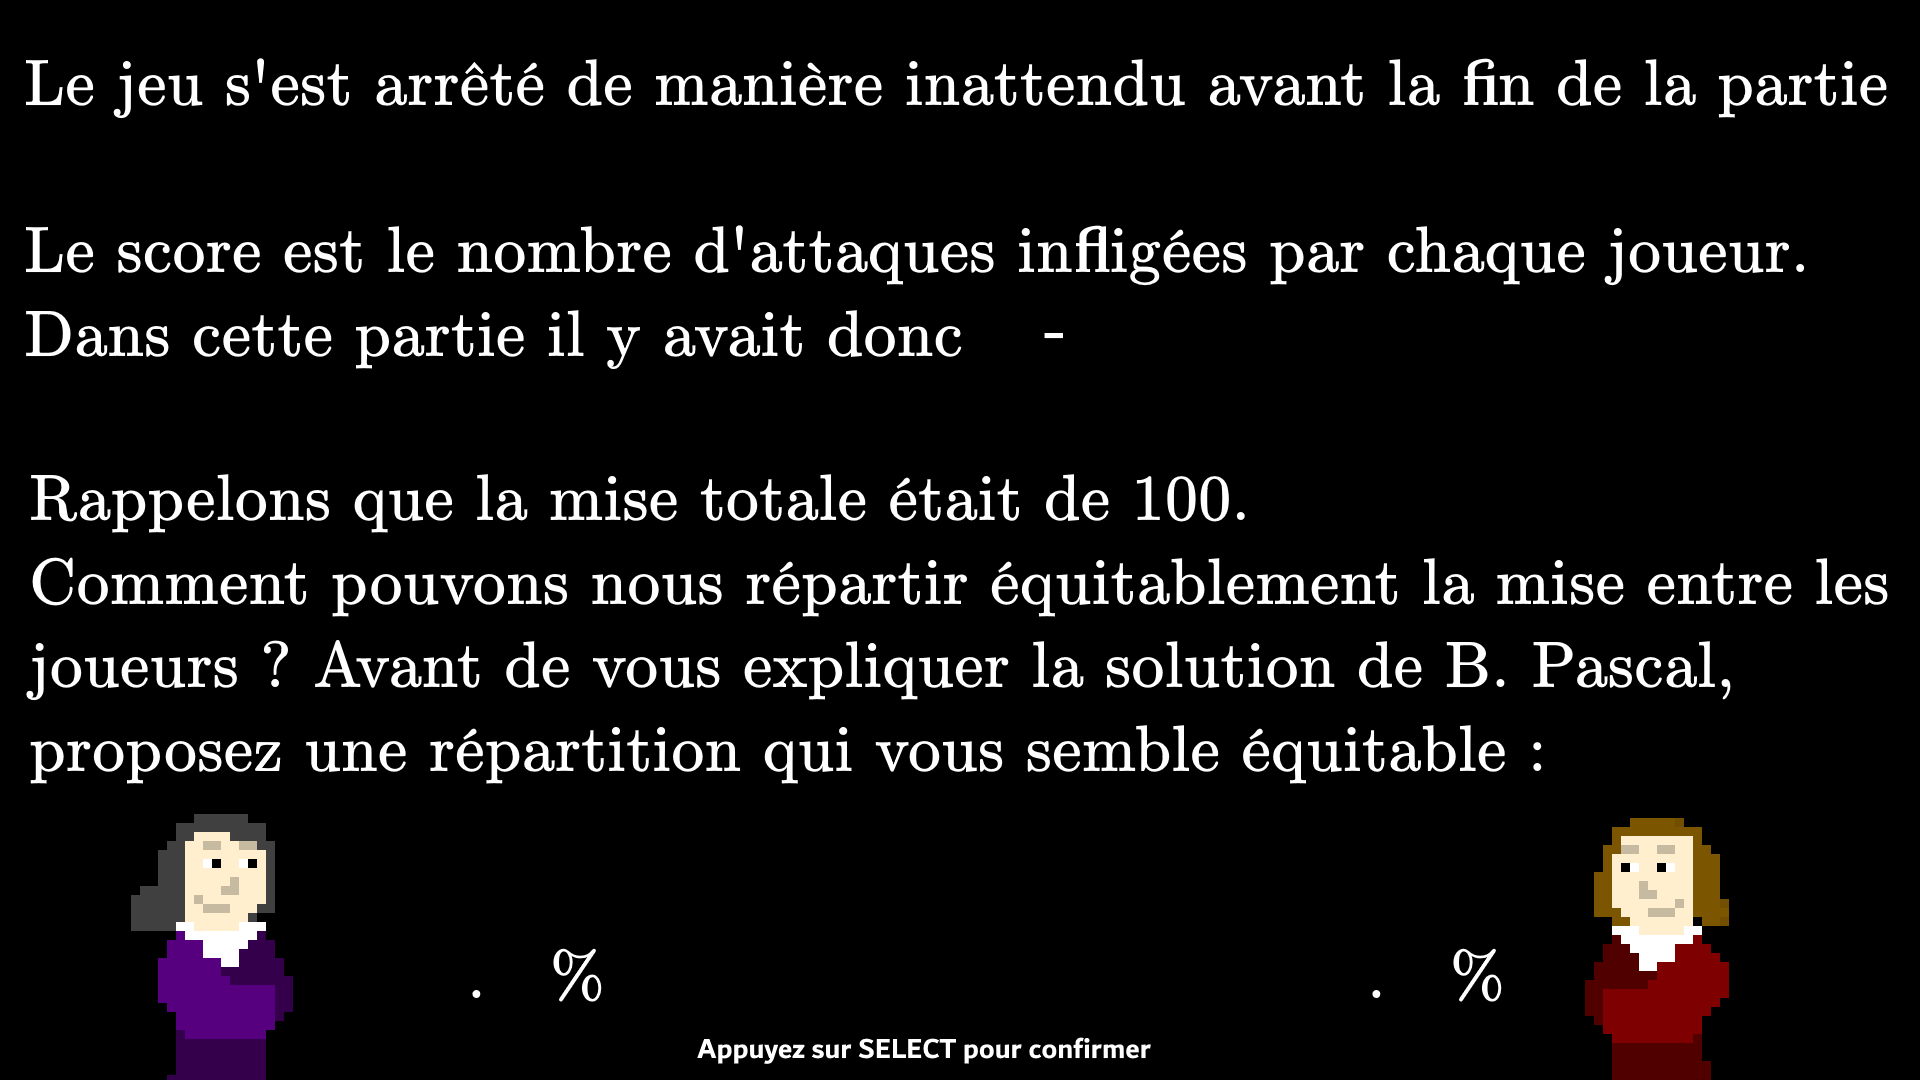 Le jeu s'est arrêté de manière inattendu avant la fin de la partie
Le score est le nombre d'attaques infligées par chaque joueur.
Dans cette partie il y avait donc -
Rappelons que la mise totale était de 100.
Comment pouvons nous répartir équitablement la mise entre les
joueurs ? Avant de vous expliquer la solution de B. Pascal,
proposez une répartition qui vous semble équitable :
. % . %
Appuyez sur SELECT pour confirmer